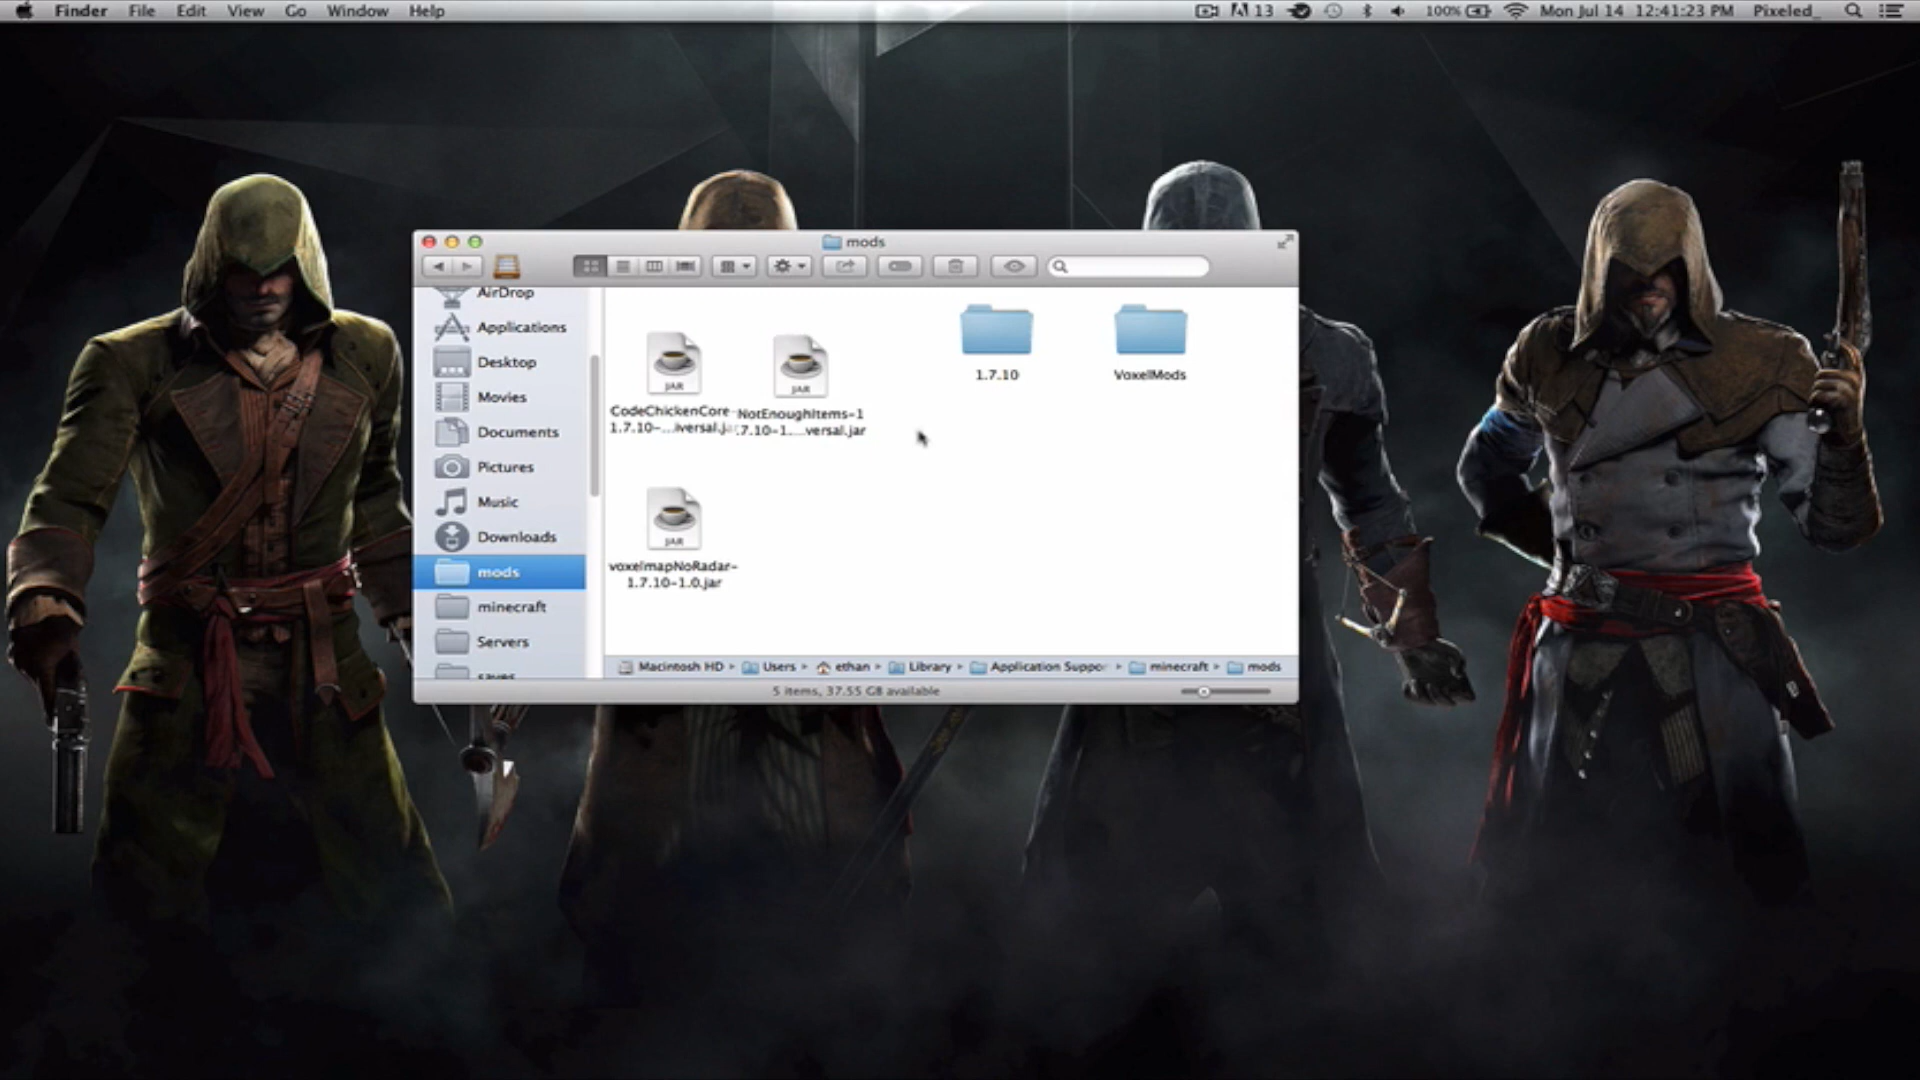 Finder File Edit View Go Window Help
13 100% Mon Jul 14 12:41:23 PM Pixeled_
mods
AirDrop
Applications
Desktop
Movies
Documents
Pictures
Music
Downloads
mods
minecraft
Servers
saves
JAR
CodeChickenCore-
1.7.10-...iversal.jar
JAR
NotEnoughItems-1
.7.10-1....versal.jar
1.7.10
VoxelMods
JAR
voxelmapNoRadar-
1.7.10-1.0.jar
Macintosh HD Users ethan Library Application Suppor minecraft mods
5 items, 37.55 GB available